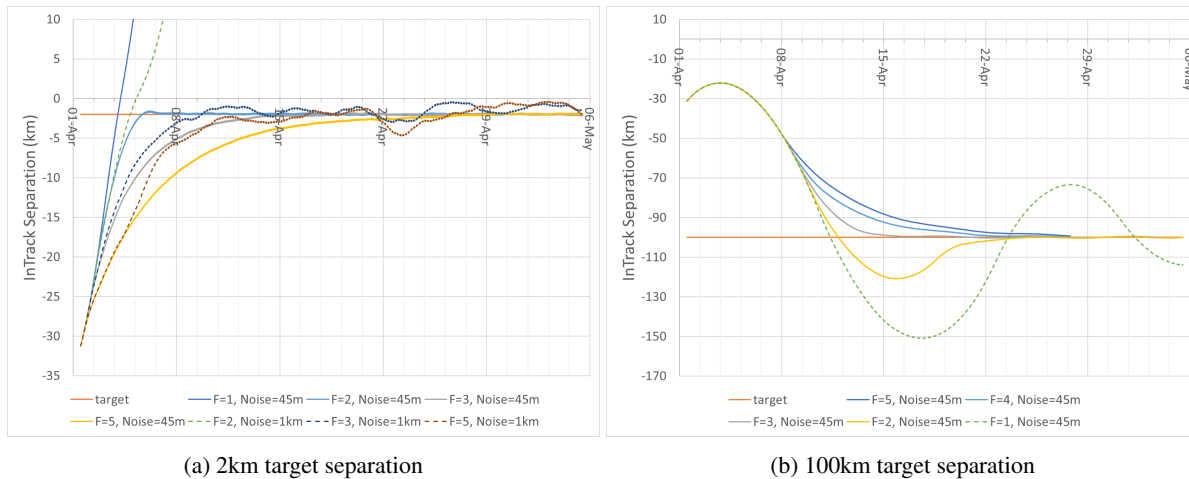 10
5
0
-5
-10
-15
-20
-25
-30
-35
InTrack Separation (km)
01-Apr
08-Apr
15-Apr
22-Apr
29-Apr
06-May
target
F=1, Noise=45m
F=2, Noise=45m
F=3, Noise=45m
F=5, Noise=45m
F=2, Noise=1km
F=3, Noise=1km
F=5, Noise=1km
(a) 2km target separation
10
-10
-30
-50
-70
-90
-110
-130
-150
-170
InTrack Separation (km)
01-Apr
08-Apr
15-Apr
22-Apr
29-Apr
06-May
target
F=5, Noise=45m
F=4, Noise=45m
F=3, Noise=45m
F=2, Noise=45m
F=1, Noise=45m
(b) 100km target separation